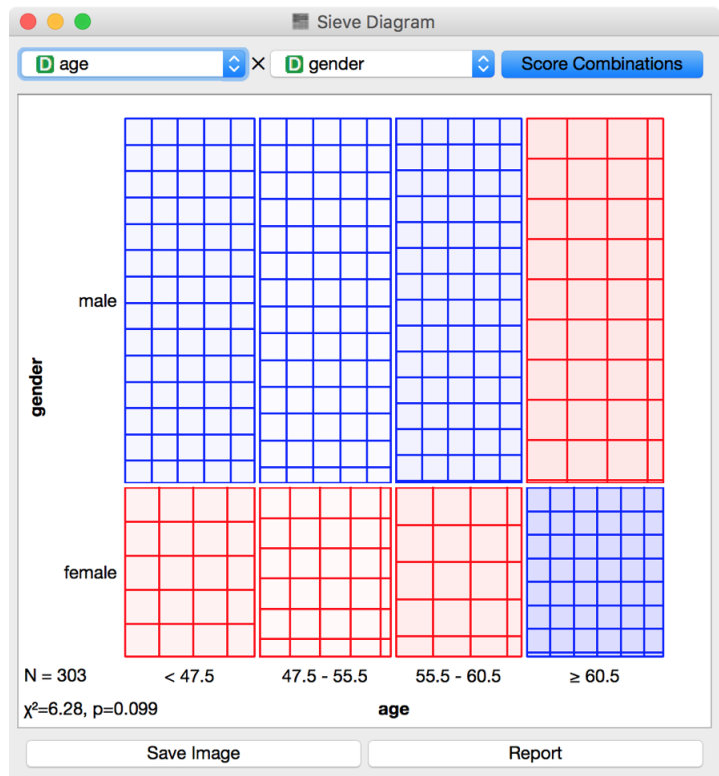 Sieve Diagram
D age × D gender Score Combinations
male
gender
female
N = 303 < 47.5 47.5 - 55.5 55.5 - 60.5 ≥ 60.5
χ²=6.28, p=0.099 age
Save Image Report